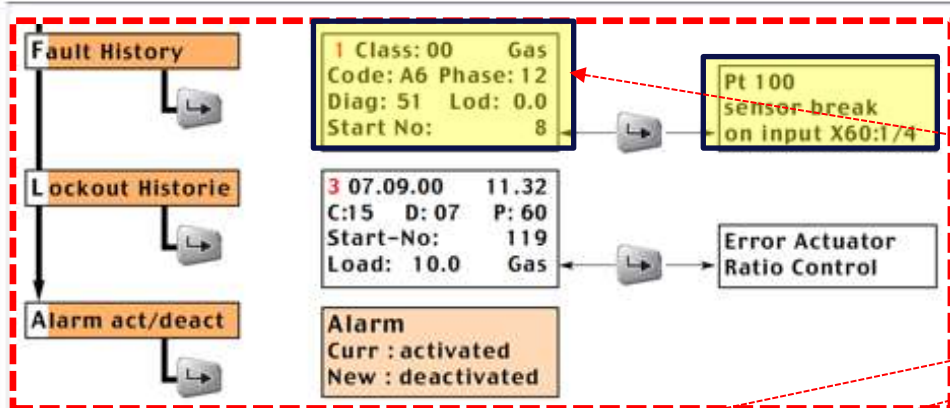 Fault History
1 Class: 00 Gas
Code: A6 Phase: 12
Diag: 51 Lod: 0.0
Start No: 8
Pt 100
sensor break
on input X60:1/4
Lockout Historie
3 07.09.00 11.32
C:15 D: 07 P: 60
Start-No: 119
Load: 10.0 Gas
Error Actuator
Ratio Control
Alarm act/deact
Alarm
Curr : activated
New : deactivated